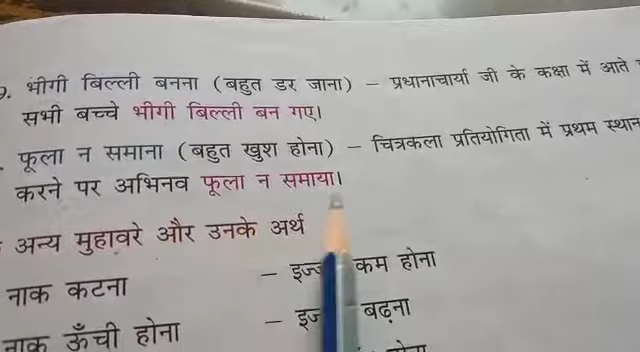 9. भीगी बिल्ली बनना (बहुत डर जाना) – प्रधानाचार्या जी के कक्षा में आते
सभी बच्चे भीगी बिल्ली बन गए।
फूला न समाना (बहुत खुश होना) – चित्रकला प्रतियोगिता में प्रथम स्थान
करने पर अभिनव फूला न समाया।
अन्य मुहावरे और उनके अर्थ
नाक कटना – कम होना
नाक ऊँची होना – बढ़ना
होना